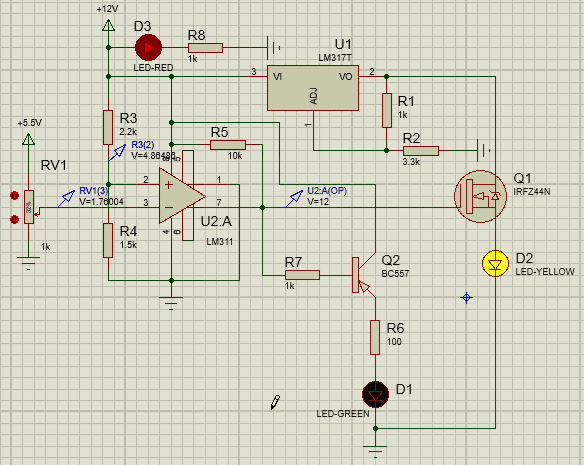 +12V
D3
LED-RED
R8
1k
U1
LM317T
3
VI
VO
2
ADJ
1
R1
1k
R2
3.3k
+5.5V
R3
2.2k
R3(2)
R5
10k
RV1
RV1(3)
V=1.76004
1k
2
3
1
7
U2:A
LM311
4
6
R4
1.5k
U2:A(OP)
V=12
Q1
IRFZ44N
D2
LED-YELLOW
R7
1k
Q2
BC557
R6
100
D1
LED-GREEN